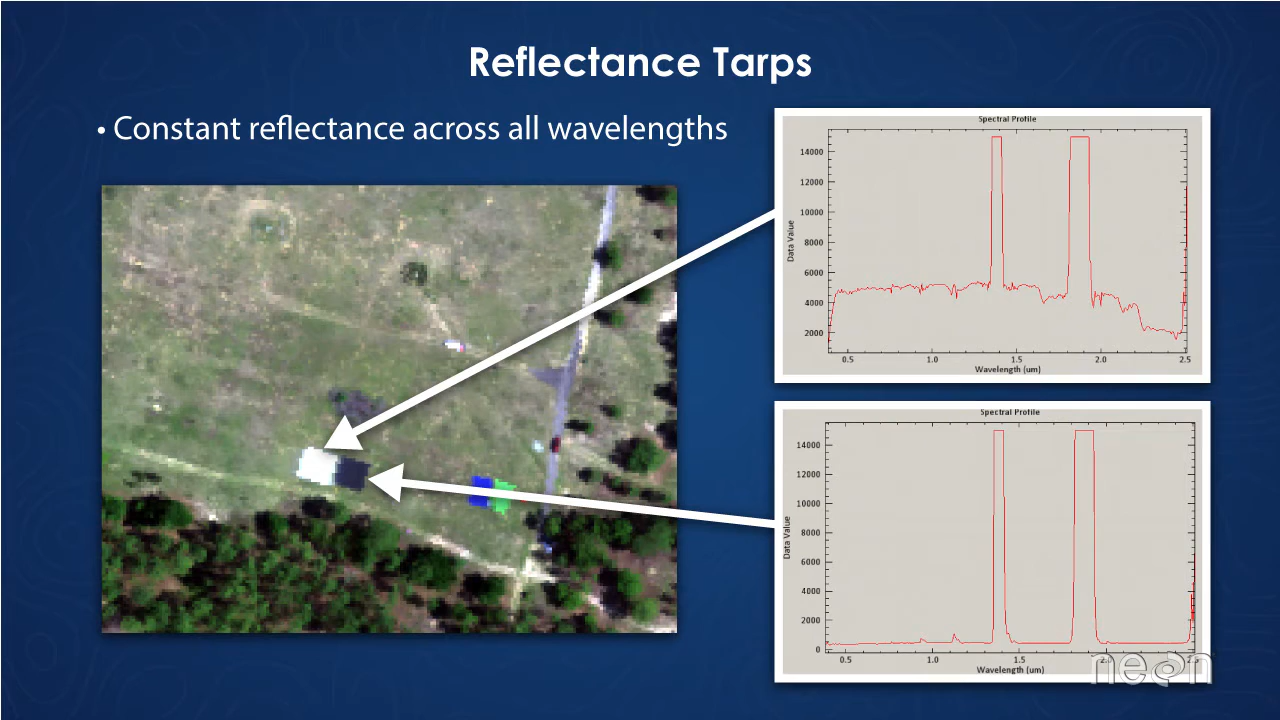 Reflectance Tarps
• Constant reflectance across all wavelengths
Spectral Profile
14000
12000
10000
8000
6000
4000
2000
Data Value
0.5 1.0 1.5 2.0 2.5
Wavelength (um)
Spectral Profile
14000
12000
10000
8000
6000
4000
2000
0
Data Value
0.5 1.0 1.5 2.0 2.5
Wavelength (um)
neon